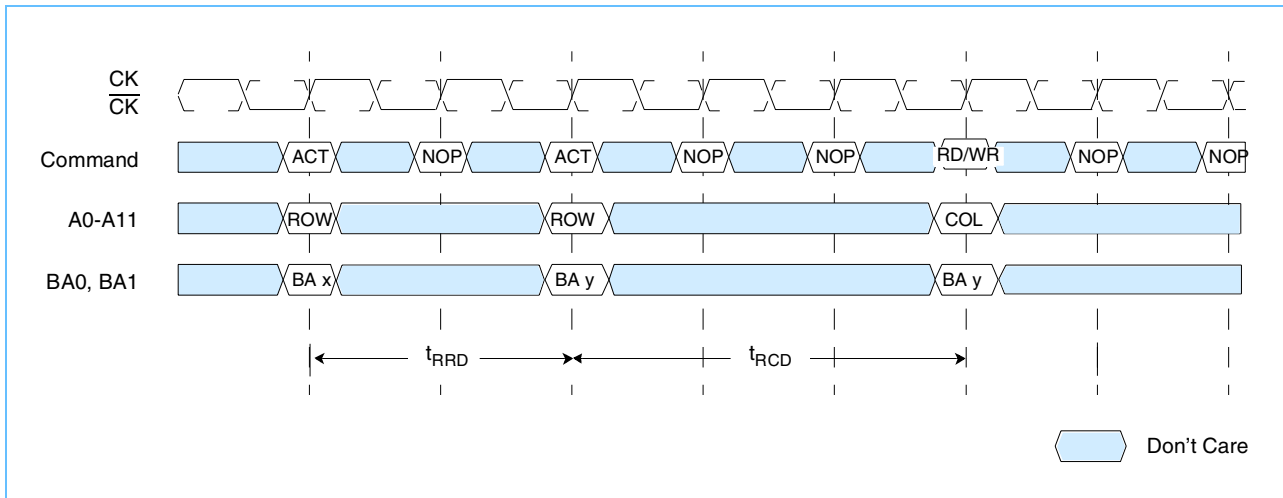 CK
CK
Command ACT NOP ACT NOP NOP RD/WR NOP NOP
A0-A11 ROW ROW COL
BA0, BA1 BA x BA y BA y
tRRD tRCD
Don't Care